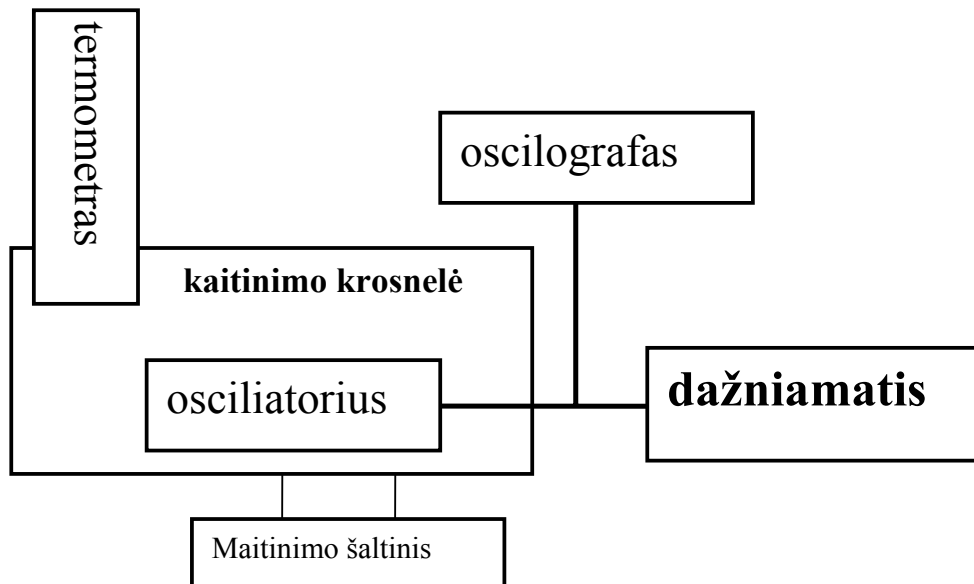 termometras
oscilografas
kaitinimo krosnelė
osciliatorius
dažniamatis
Maitinimo šaltinis